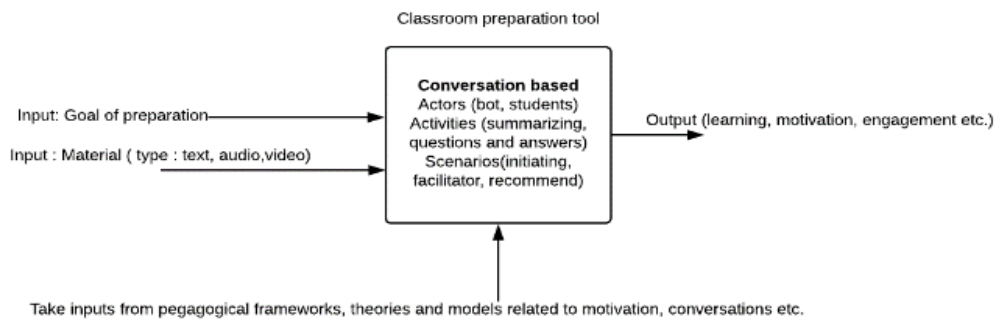 Classroom preparation tool
Conversation based
Actors (bot, students)
Activities (summarizing,
questions and answers)
Scenarios(initiating,
facilitator, recommend)
Input: Goal of preparation
Input : Material ( type : text, audio,video)
Output (learning, motivation, engagement etc.)
Take inputs from pegagogical frameworks, theories and models related to motivation, conversations etc.